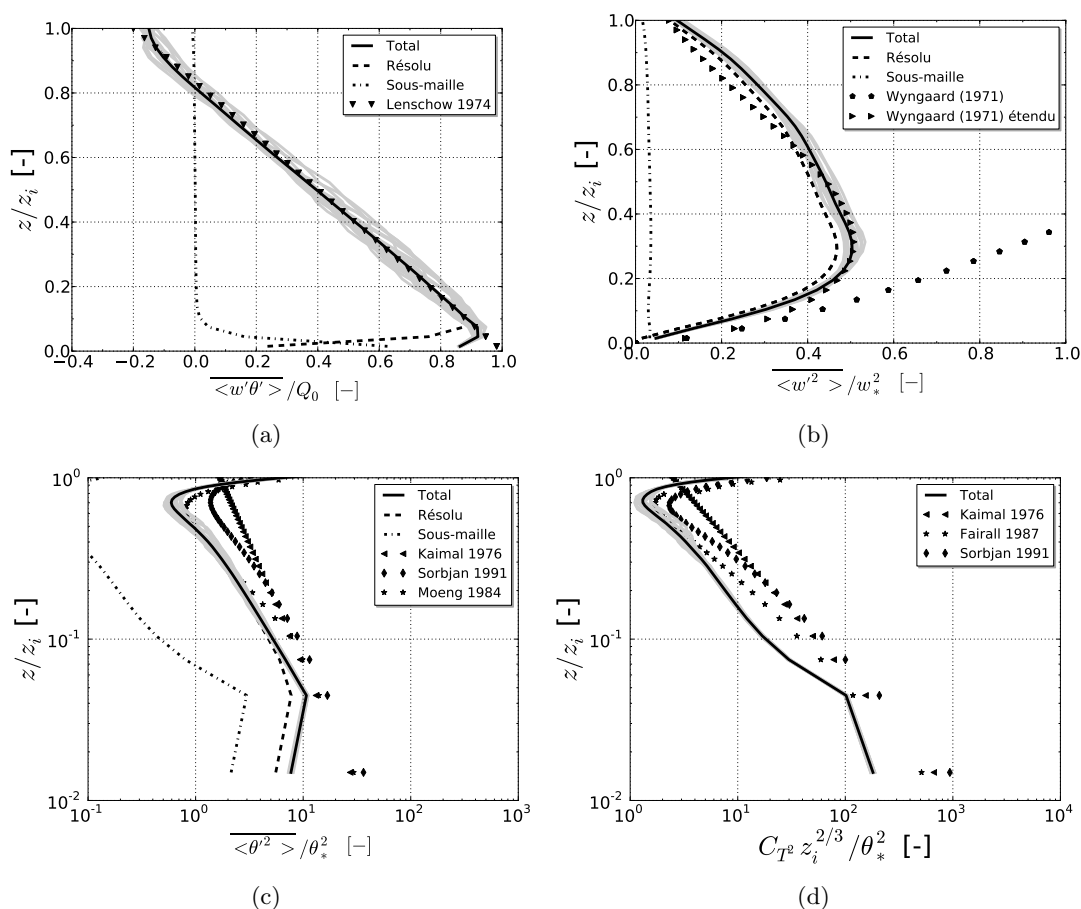 1.0
0.8
0.6
0.4
0.2
0.0
−0.4 −0.2 0.0 0.2 0.4 0.6 0.8 1.0
z/z_i [-]
<w'θ'>/Q_0 [−]
Total
Résolu
Sous-maille
Lenschow 1974
(a)
1.0
0.8
0.6
0.4
0.2
0.0
0.0 0.2 0.4 0.6 0.8 1.0
z/z_i [-]
<w'^2>/w_*^2 [−]
Total
Résolu
Sous-maille
Wyngaard (1971)
Wyngaard (1971) étendu
(b)
10^0
10^-1
10^-2
10^-1 10^0 10^1 10^2 10^3
z/z_i [-]
<θ'^2>/θ_*^2 [−]
Total
Résolu
Sous-maille
Kaimal 1976
Sorbjan 1991
Moeng 1984
(c)
10^0
10^-1
10^-2
10^0 10^1 10^2 10^3 10^4
z/z_i [-]
C_{T^2} z_i^{2/3}/θ_*^2 [-]
Total
Kaimal 1976
Fairall 1987
Sorbjan 1991
(d)